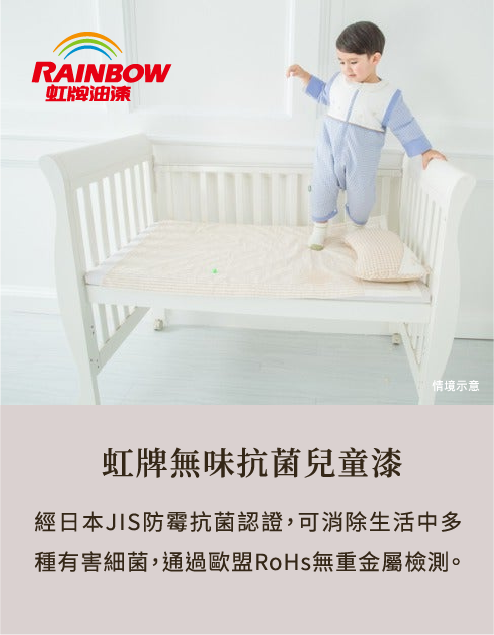 RAINBOW
虹牌油漆
情境示意
虹牌無味抗菌兒童漆
經日本JIS防霉抗菌認證,可消除生活中多
種有害細菌,通過歐盟RoHs無重金屬檢測。